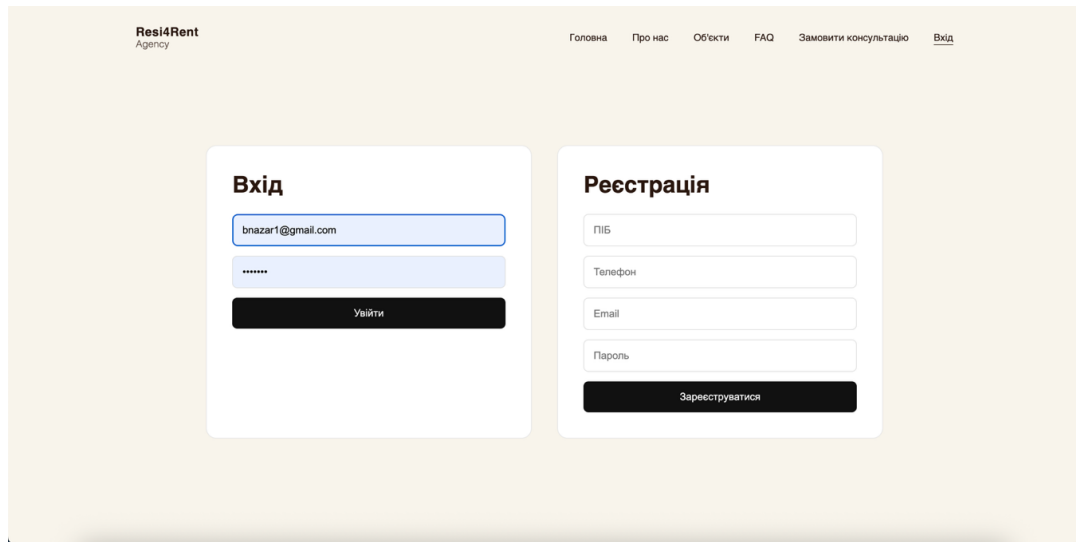 Resi4Rent
Agency
Головна Про нас Об'єкти FAQ Замовити консультацію Вхід
Вхід
bnazar1@gmail.com
•••••••
Увійти
Реєстрація
ПІБ
Телефон
Email
Пароль
Зареєструватися